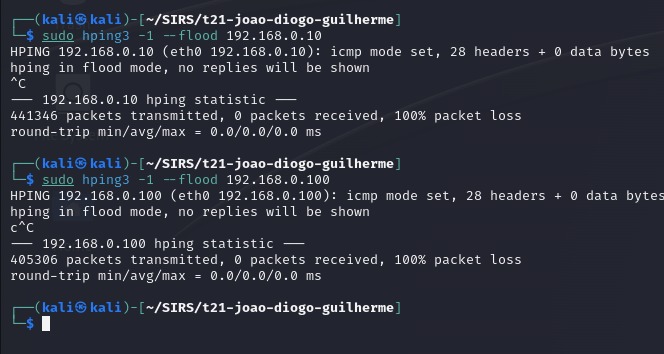 ┌──(kali㉿kali)-[~/SIRS/t21-joao-diogo-guilherme]
└─$ sudo hping3 -1 --flood 192.168.0.10
HPING 192.168.0.10 (eth0 192.168.0.10): icmp mode set, 28 headers + 0 data bytes
hping in flood mode, no replies will be shown
^C
--- 192.168.0.10 hping statistic ---
441346 packets transmitted, 0 packets received, 100% packet loss
round-trip min/avg/max = 0.0/0.0/0.0 ms
┌──(kali㉿kali)-[~/SIRS/t21-joao-diogo-guilherme]
└─$ sudo hping3 -1 --flood 192.168.0.100
HPING 192.168.0.100 (eth0 192.168.0.100): icmp mode set, 28 headers + 0 data bytes
hping in flood mode, no replies will be shown
c^C
--- 192.168.0.100 hping statistic ---
405306 packets transmitted, 0 packets received, 100% packet loss
round-trip min/avg/max = 0.0/0.0/0.0 ms
┌──(kali㉿kali)-[~/SIRS/t21-joao-diogo-guilherme]
└─$